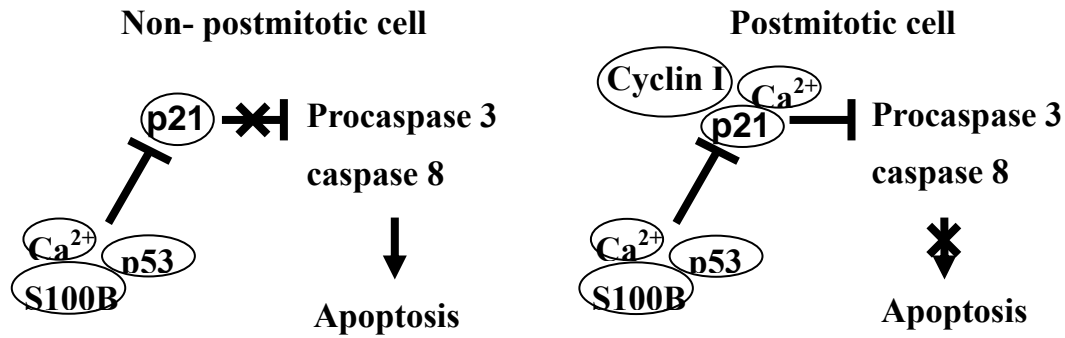 Non- postmitotic cell
p21
Procaspase 3
caspase 8
Ca2+
p53
S100B
Apoptosis
Postmitotic cell
Cyclin I
Ca2+
p21
Procaspase 3
caspase 8
Ca2+
p53
S100B
Apoptosis